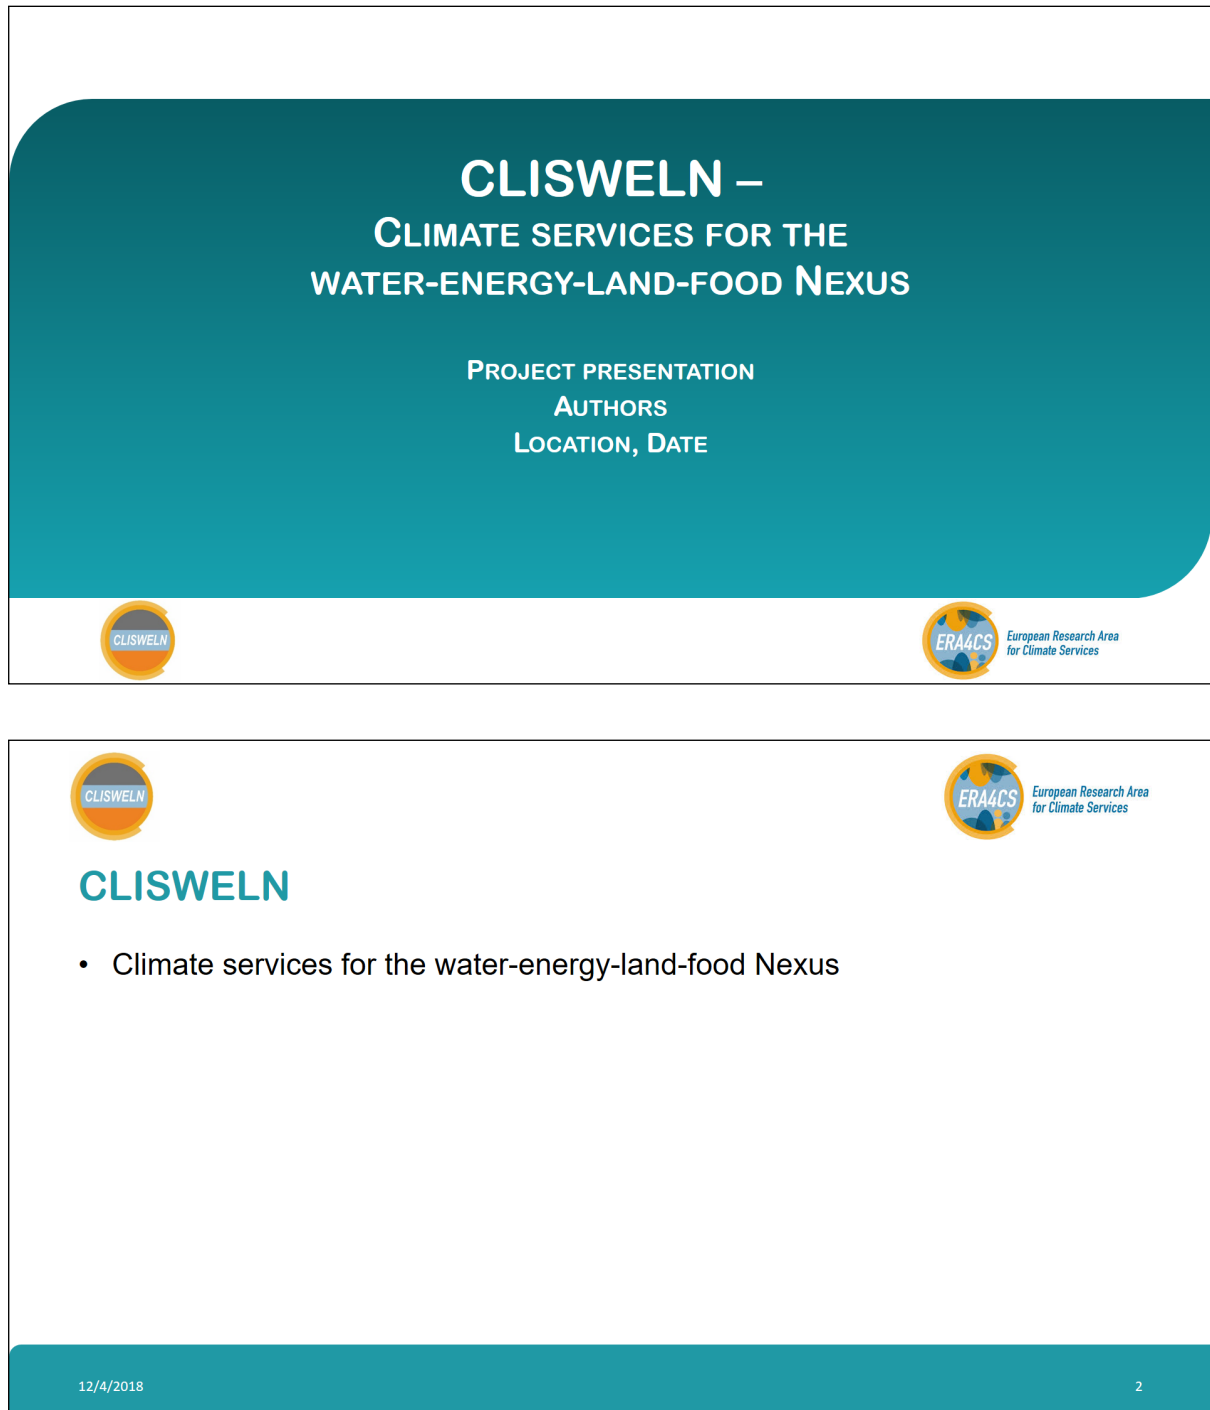 CLISWELN –
CLIMATE SERVICES FOR THE
WATER-ENERGY-LAND-FOOD NEXUS
PROJECT PRESENTATION
AUTHORS
LOCATION, DATE
CLISWELN
ERA4CS
European Research Area
for Climate Services
CLISWELN
ERA4CS
European Research Area
for Climate Services
CLISWELN
• Climate services for the water-energy-land-food Nexus
12/4/2018
2